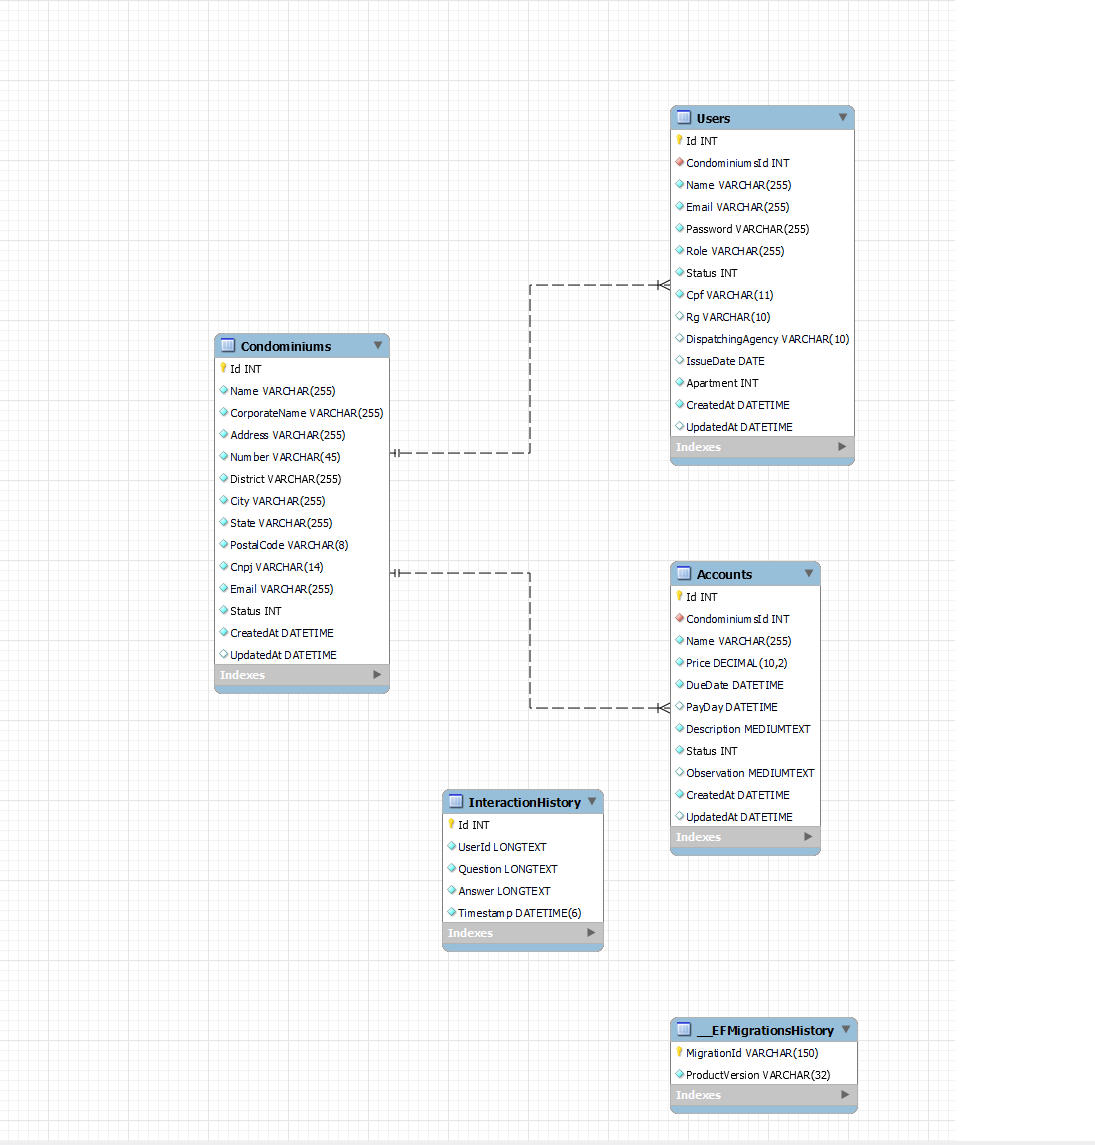 Users
Id INT
CondominiumsId INT
Name VARCHAR(255)
Email VARCHAR(255)
Password VARCHAR(255)
Role VARCHAR(255)
Status INT
Cpf VARCHAR(11)
Rg VARCHAR(10)
DispatchingAgency VARCHAR(10)
IssueDate DATE
Apartment INT
CreatedAt DATETIME
UpdatedAt DATETIME
Indexes
Condominiums
Id INT
Name VARCHAR(255)
CorporateName VARCHAR(255)
Address VARCHAR(255)
Number VARCHAR(45)
District VARCHAR(255)
City VARCHAR(255)
State VARCHAR(255)
PostalCode VARCHAR(8)
Cnpj VARCHAR(14)
Email VARCHAR(255)
Status INT
CreatedAt DATETIME
UpdatedAt DATETIME
Indexes
Accounts
Id INT
CondominiumsId INT
Name VARCHAR(255)
Price DECIMAL(10,2)
DueDate DATETIME
PayDay DATETIME
Description MEDIUMTEXT
Status INT
Observation MEDIUMTEXT
CreatedAt DATETIME
UpdatedAt DATETIME
Indexes
InteractionHistory
Id INT
UserId LONGTEXT
Question LONGTEXT
Answer LONGTEXT
Timestamp DATETIME(6)
Indexes
__EFMigrationsHistory
MigrationId VARCHAR(150)
ProductVersion VARCHAR(32)
Indexes